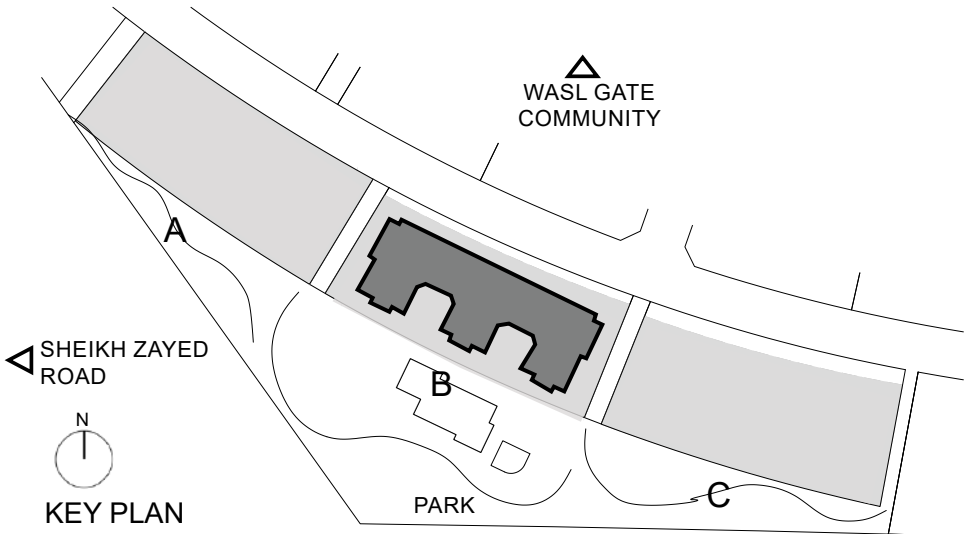 WASL GATE
COMMUNITY
A
SHEIKH ZAYED
ROAD
B
N
KEY PLAN
PARK
C